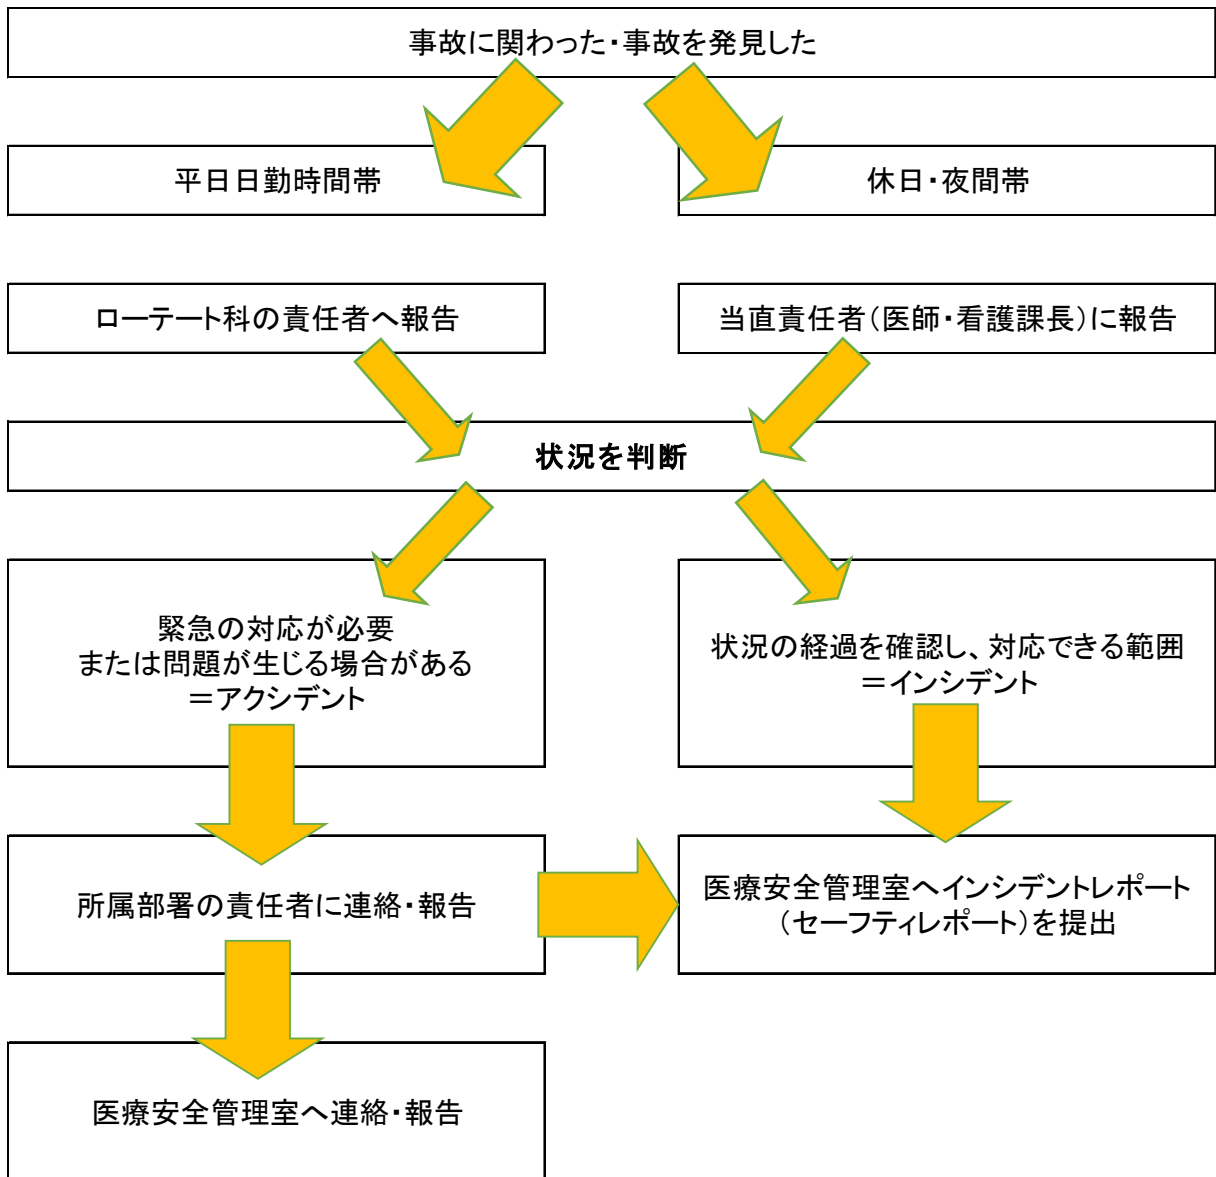 事故に関わった・事故を発見した
平日日勤時間帯
休日・夜間帯
ローテート科の責任者へ報告
当直責任者（医師・看護課長）に報告
状況を判断
緊急の対応が必要
または問題が生じる場合がある
＝アクシデント
状況の経過を確認し、対応できる範囲
＝インシデント
所属部署の責任者に連絡・報告
医療安全管理室へインシデントレポート
（セーフティレポート）を提出
医療安全管理室へ連絡・報告